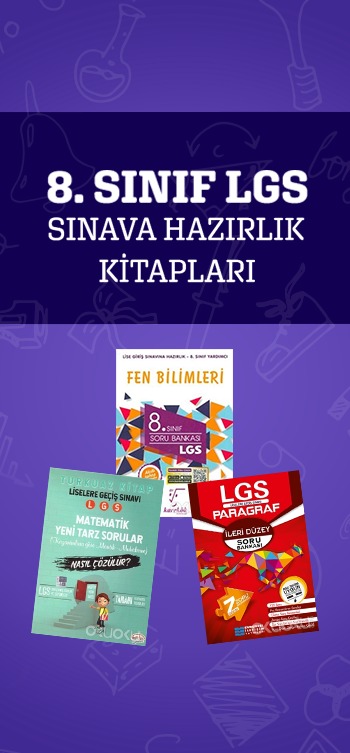 8. SINIF LGS
SINAVA HAZIRLIK
KİTAPLARI
LİSE GİRİŞ SINAVINA HAZIRLIK - 8. SINIF YARDIMCI
FEN BİLİMLERİ
8. SINIF
SORU BANKASI
LGS
LİSELERE GEÇİŞ SINAVI
LGS
MATEMATİK
YENİ TARZ SORULAR
NASIL ÇÖZÜLÜR?
TAMAMI
LGS
PARAGRAF
İLERİ DÜZEY
SORU
BANKASI